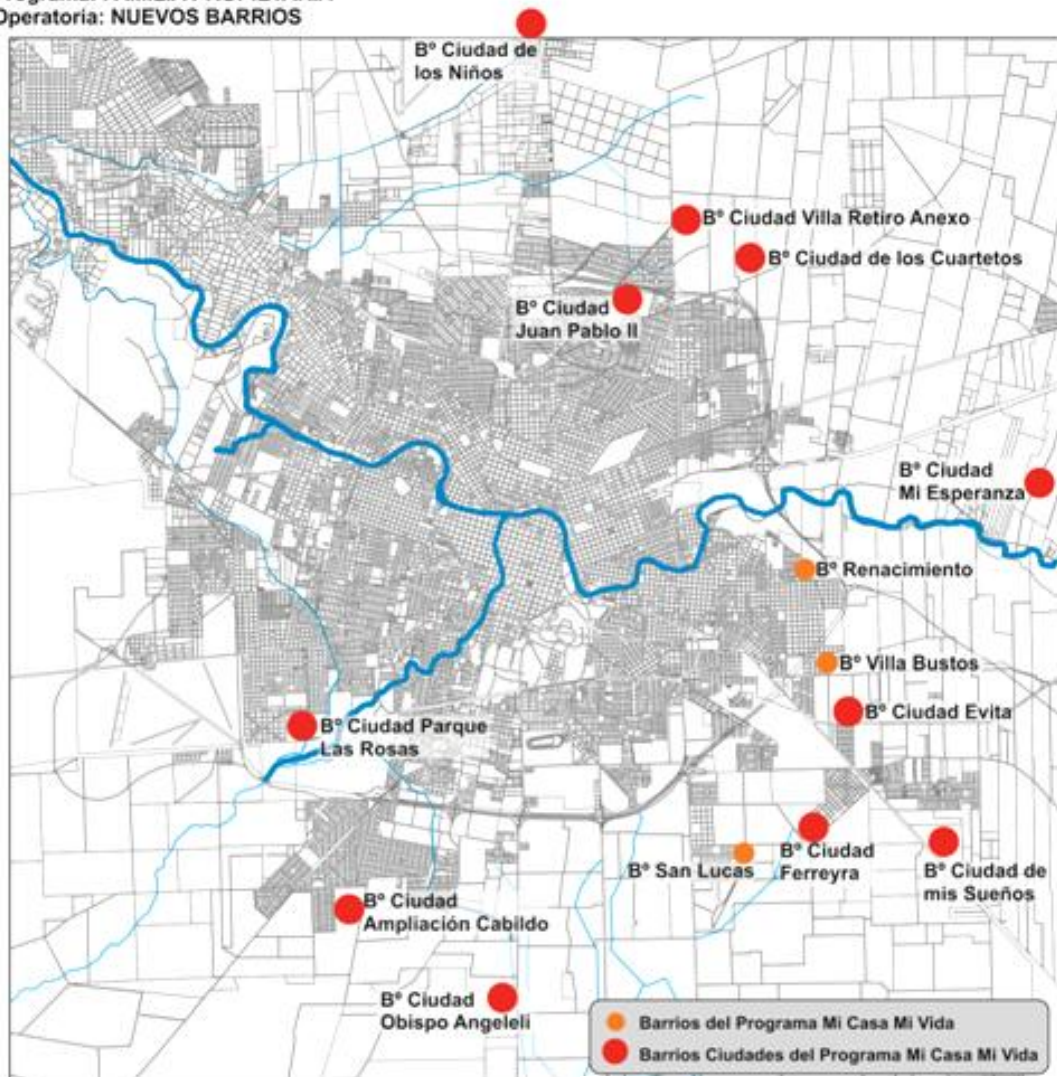 Operatoria: NUEVOS BARRIOS
Bº Ciudad de
los Niños
Bº Ciudad Villa Retiro Anexo
Bº Ciudad de los Cuartetos
Bº Ciudad
Juan Pablo II
Bº Ciudad
Mi Esperanza
Bº Renacimiento
Bº Villa Bustos
Bº Ciudad Evita
Bº Ciudad Parque
Las Rosas
Bº San Lucas
Bº Ciudad
Ferreyra
Bº Ciudad de
mis Sueños
Bº Ciudad
Ampliación Cabildo
Bº Ciudad
Obispo Angeleli
Barrios del Programa Mi Casa Mi Vida
Barrios Ciudades del Programa Mi Casa Mi Vida